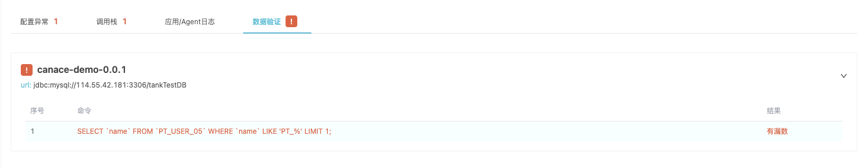 配置异常 1 调用栈 1 应用/Agent日志 数据验证 !
! canace-demo-0.0.1
url: jdbc:mysql://114.55.42.181:3306/tankTestDB
序号 命令 结果
1 SELECT `name` FROM `PT_USER_05` WHERE `name` LIKE 'PT_%' LIMIT 1; 有漏数